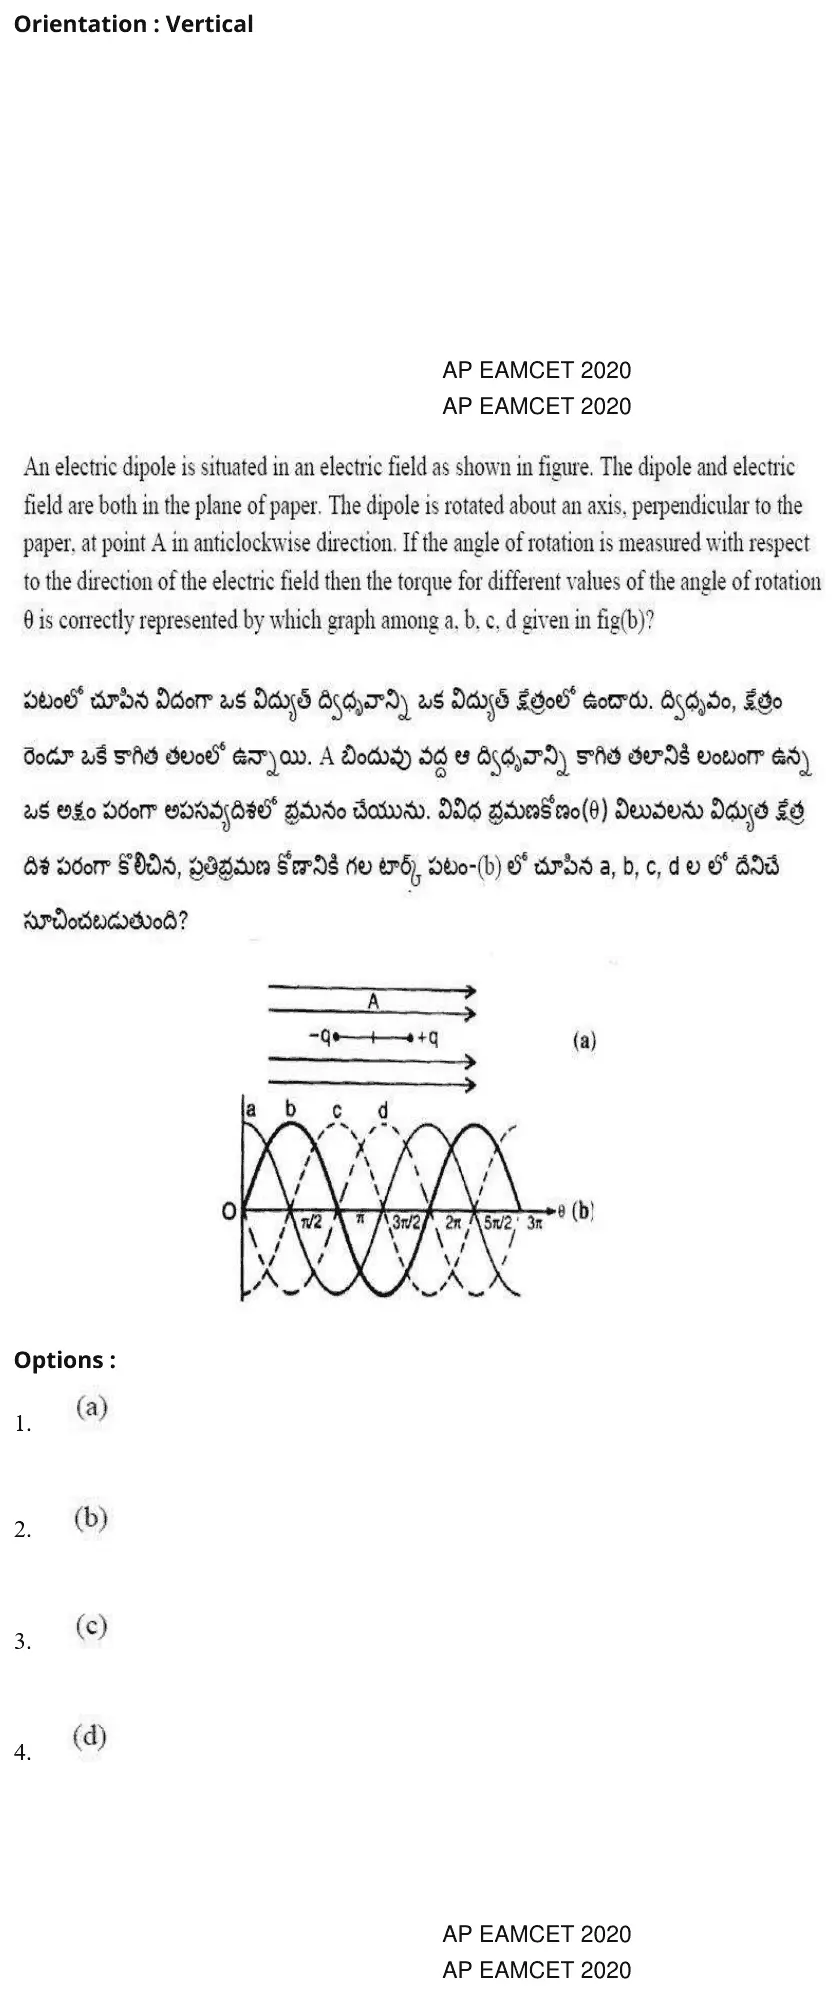 Orientation : Vertical
AP EAMCET 2020
AP EAMCET 2020
An electric dipole is situated in an electric field as shown in figure. The dipole and electric
field are both in the plane of paper. The dipole is rotated about an axis, perpendicular to the
paper, at point A in anticlockwise direction. If the angle of rotation is measured with respect
to the direction of the electric field then the torque for different values of the angle of rotation
θ is correctly represented by which graph among a, b, c, d given in fig(b)?
పటంలో చూపిన విదంగా ఒక విద్యుత్ ద్విధృవాన్ని ఒక విద్యుత్ క్షేత్రంలో ఉందారు. ద్విధృవం, క్షేత్రం
రెండూ ఒకే కాగిత తలంలో ఉన్నాయి. A బిందువు వద్ద ఆ ద్విధృవాన్ని కాగిత తలానికి లంబంగా ఉన్న
ఒక అక్షం పరంగా అపసవ్యదిశలో భ్రమనం చేయును. వివిధ భ్రమణకోణం(θ) విలువలను విధ్యుత క్షేత్ర
దిశ పరంగా కొలిచిన, ప్రతిభ్రమణ కోణానికి గల టార్క్ పటం-(b) లో చూపిన a, b, c, d ల లో దేనిచే
సూచించబడుతుంది?
A
-q +q (a)
a b c d
O π/2 π 3π/2 2π 5π/2 3π θ (b)
Options :
1. (a)
2. (b)
3. (c)
4. (d)
AP EAMCET 2020
AP EAMCET 2020